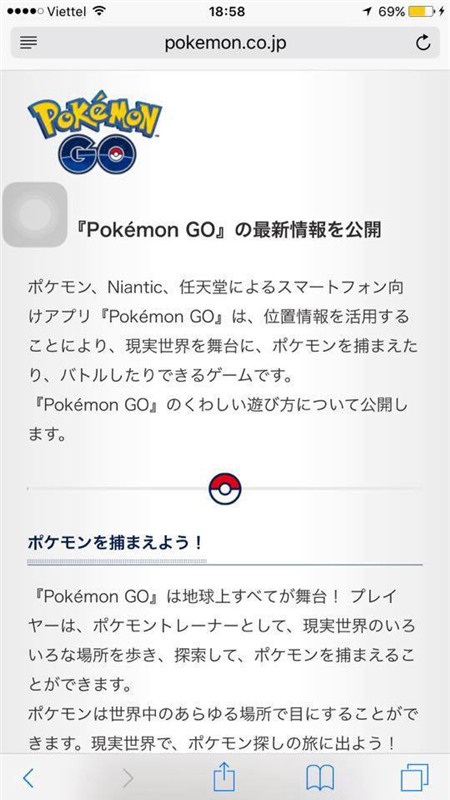 Viettel 18:58 69%
pokemon.co.jp
POKÉMON
GO
『Pokémon GO』の最新情報を公開
ポケモン、Niantic、任天堂によるスマートフォン向
けアプリ『Pokémon GO』は、位置情報を活用する
ことにより、現実世界を舞台に、ポケモンを捕まえた
り、バトルしたりできるゲームです。
『Pokémon GO』のくわしい遊び方について公開し
ます。
ポケモンを捕まえよう！
『Pokémon GO』は地球上すべてが舞台！ プレイ
ヤーは、ポケモントレーナーとして、現実世界のいろ
いろな場所を歩き、探索して、ポケモンを捕まえるこ
とができます。
ポケモンは世界中のあらゆる場所で目にすることがで
きます。現実世界で、ポケモン探しの旅に出よう！